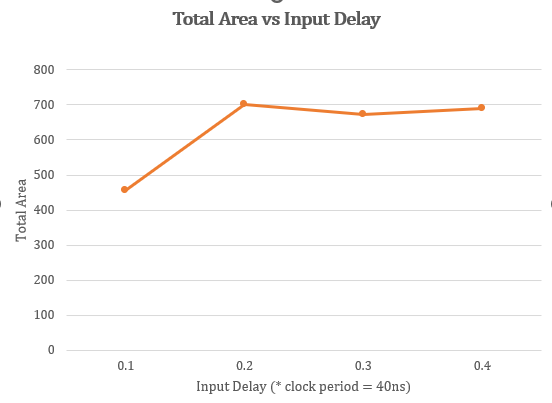 Total Area vs Input Delay
800
700
600
500
400
300
200
100
0
Total Area
0.1 0.2 0.3 0.4
Input Delay (* clock period = 40ns)